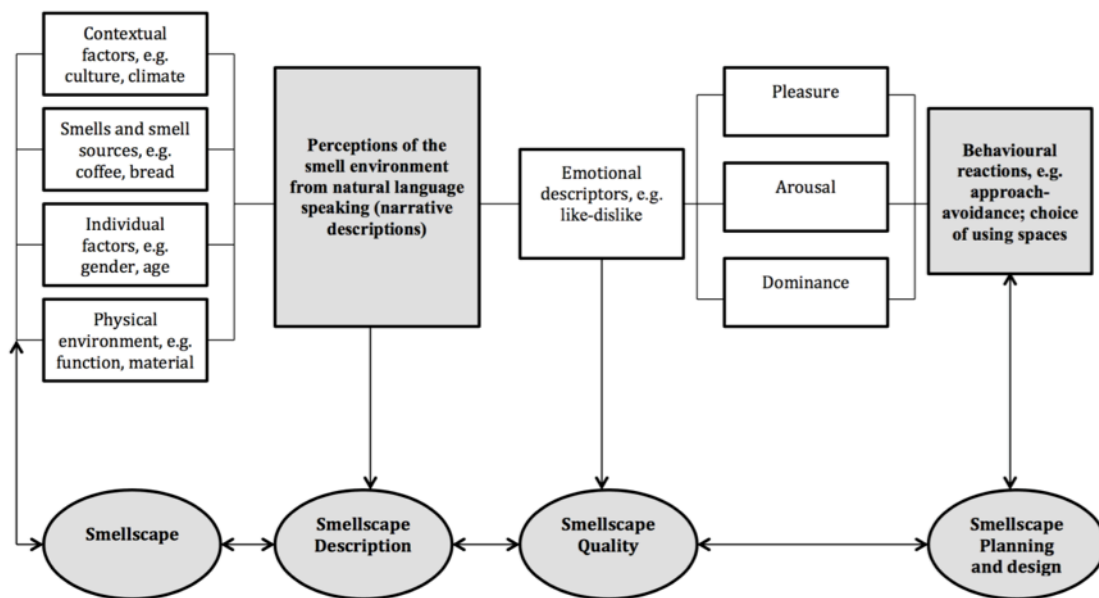 Contextual
factors, e.g.
culture, climate
Smells and smell
sources, e.g.
coffee, bread
Individual
factors, e.g.
gender, age
Physical
environment, e.g.
function, material
Perceptions of the
smell environment
from natural language
speaking (narrative
descriptions)
Emotional
descriptors, e.g.
like-dislike
Pleasure
Arousal
Dominance
Behavioural
reactions, e.g.
approach-
avoidance; choice
of using spaces
Smellscape
Smellscape
Description
Smellscape
Quality
Smellscape
Planning
and design